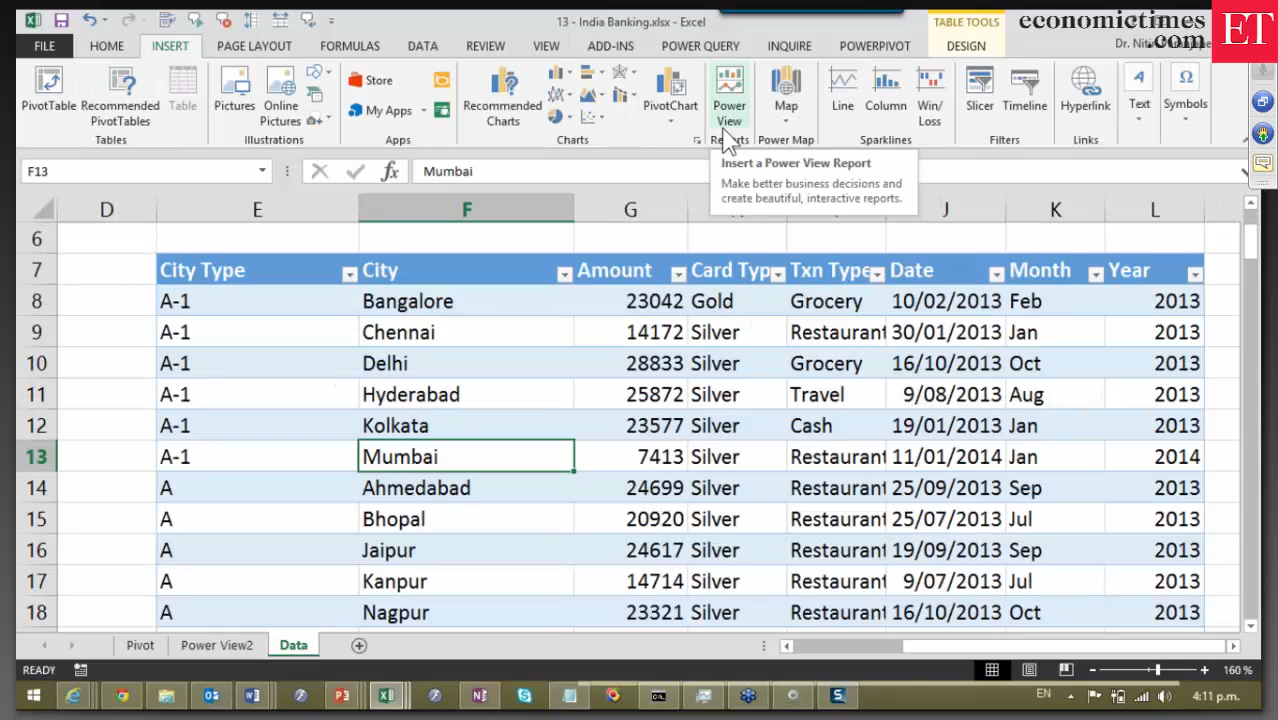 13 - India Banking.xlsx - Excel
TABLE TOOLS
economictimes
.com
ET
FILE HOME INSERT PAGE LAYOUT FORMULAS DATA REVIEW VIEW ADD-INS POWER QUERY INQUIRE POWERPIVOT DESIGN
Dr.
PivotTable Recommended PivotTables Table
Tables
Pictures Online Pictures
Illustrations
Store
My Apps
Apps
Recommended Charts
Charts
PivotChart
Power View
Reports
Map
Power Map
Line Column Win/ Loss
Sparklines
Slicer Timeline
Filters
Hyperlink
Links
Text
Symbols
Insert a Power View Report
Make better business decisions and
create beautiful, interactive reports.
F13 fx Mumbai
D E F G J K L
6
7 City Type City Amount Card Typ Txn Type Date Month Year
8 A-1 Bangalore 23042 Gold Grocery 10/02/2013 Feb 2013
9 A-1 Chennai 14172 Silver Restaurant 30/01/2013 Jan 2013
10 A-1 Delhi 28833 Silver Grocery 16/10/2013 Oct 2013
11 A-1 Hyderabad 25872 Silver Travel 9/08/2013 Aug 2013
12 A-1 Kolkata 23577 Silver Cash 19/01/2013 Jan 2013
13 A-1 Mumbai 7413 Silver Restaurant 11/01/2014 Jan 2014
14 A Ahmedabad 24699 Silver Restaurant 25/09/2013 Sep 2013
15 A Bhopal 20920 Silver Restaurant 25/07/2013 Jul 2013
16 A Jaipur 24617 Silver Restaurant 19/09/2013 Sep 2013
17 A Kanpur 14714 Silver Restaurant 9/07/2013 Jul 2013
18 A Nagpur 23321 Silver Restaurant 16/10/2013 Oct 2013
Pivot Power View2 Data
READY 160 %
EN 4:11 p.m.